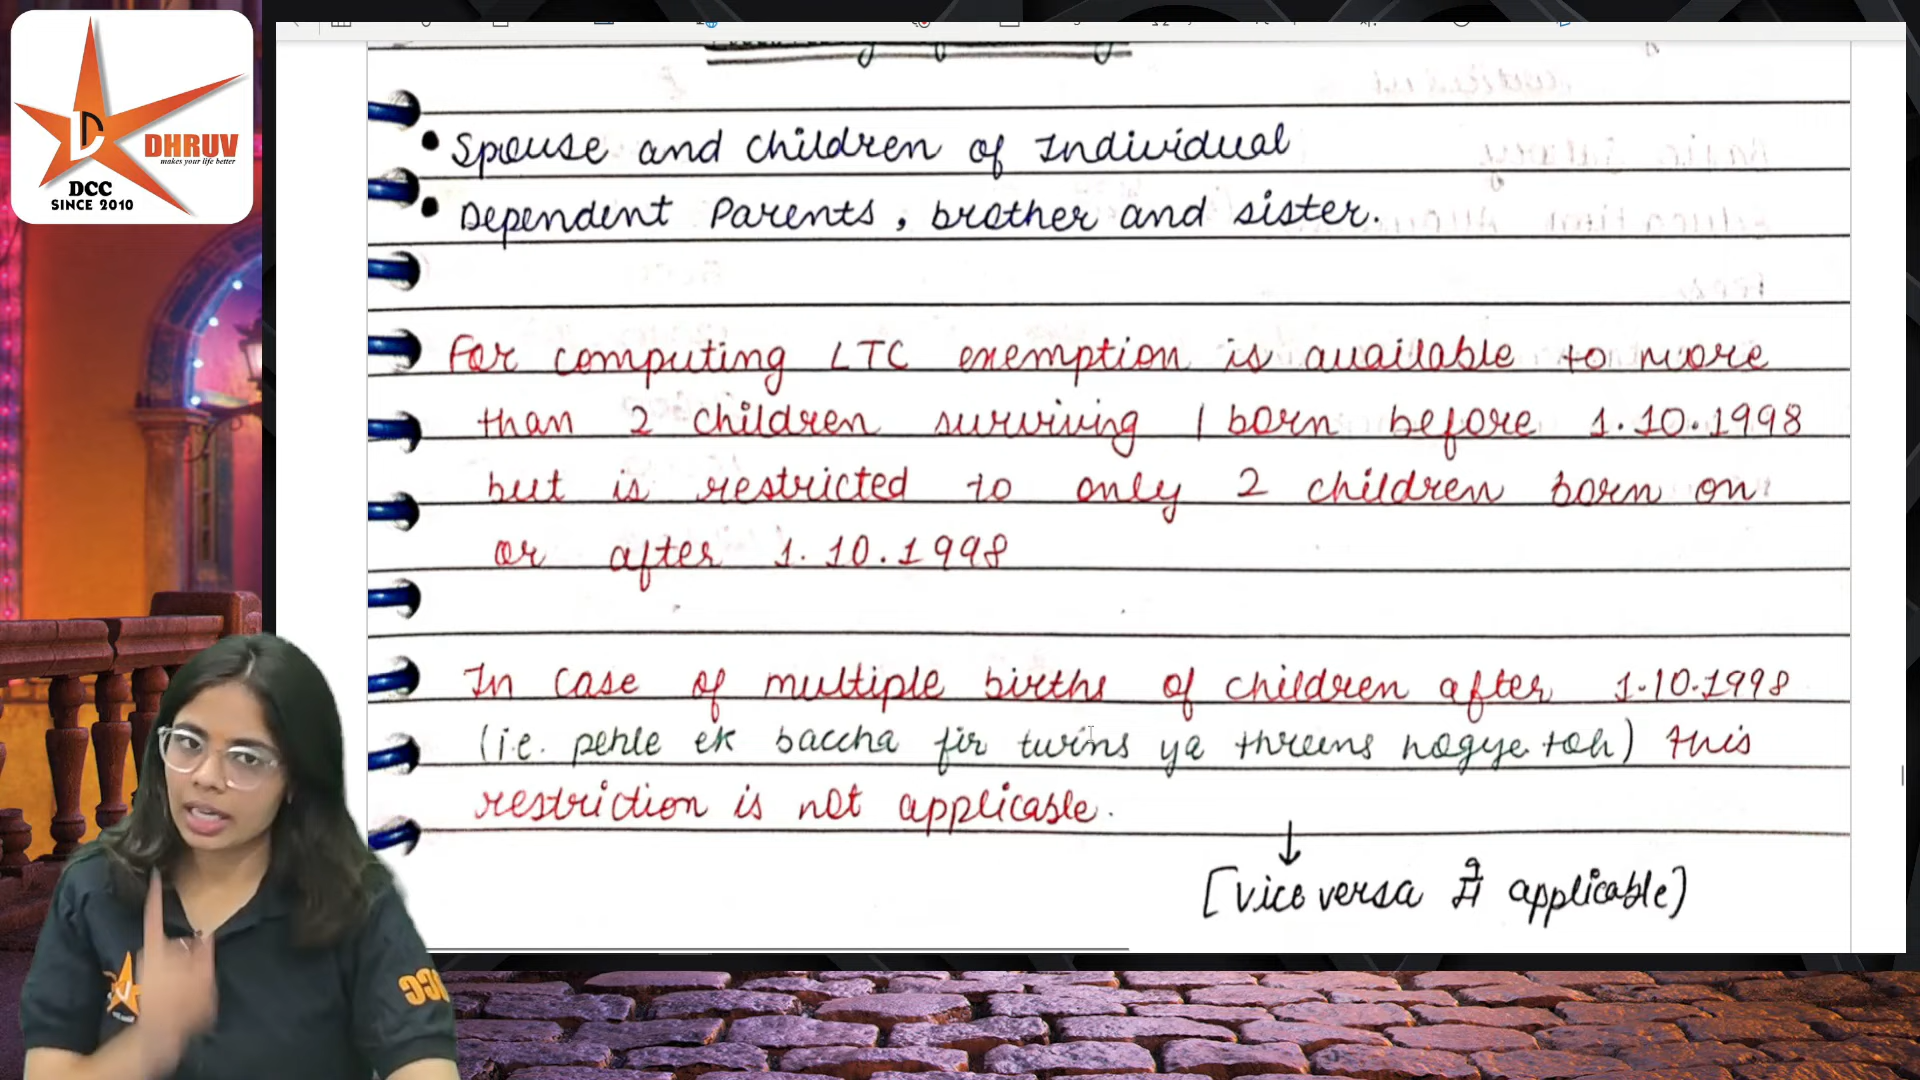 DC
DHRUV
makes your life better
DCC
SINCE 2010
• Spouse and children of Individual
• Dependent Parents, brother and sister.
For computing LTC exemption is available to more
than 2 children surviving / born before 1.10.1998
but is restricted to only 2 children born on
or after 1.10.1998
In case of multiple births of children after 1.10.1998
(i.e. pehle ek baccha fir twins ya threens hogye toh) this
restriction is not applicable.
↓
[vice versa applicable]
DCC